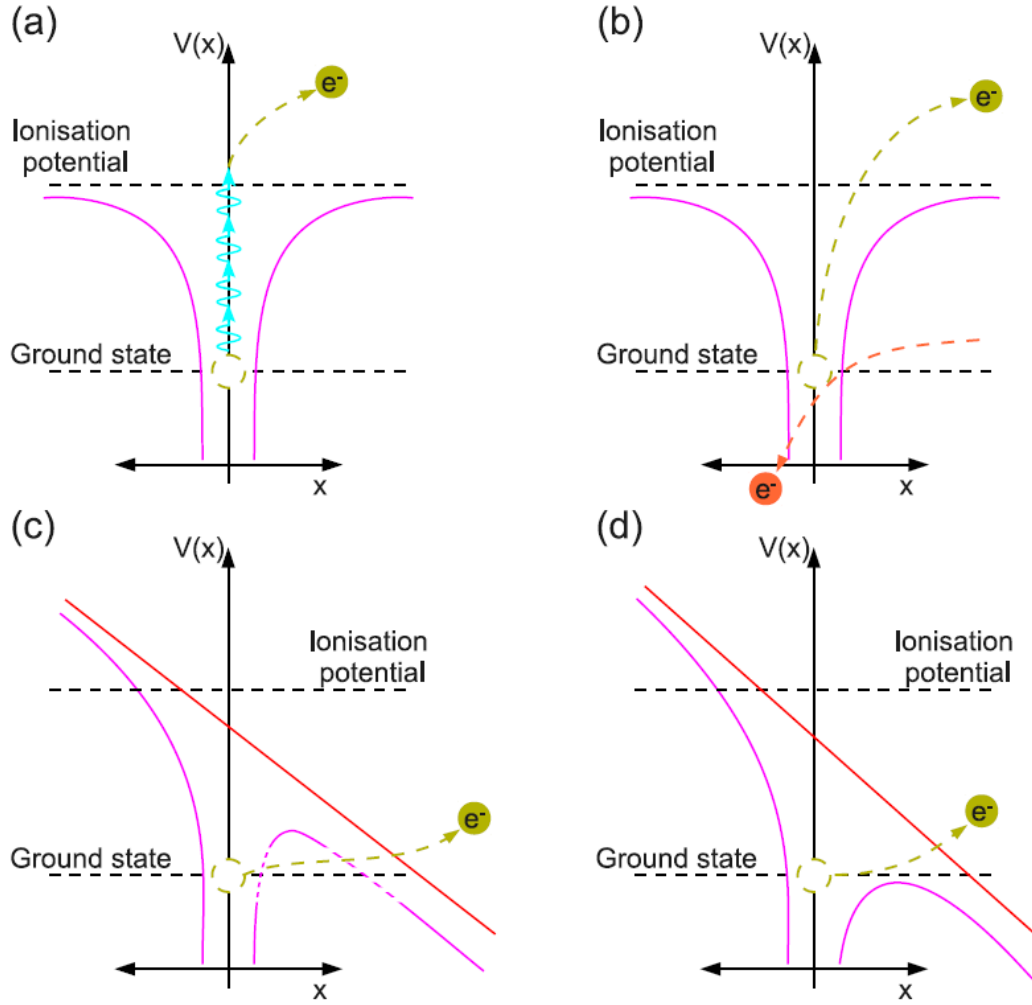 (a)
V(x)
e-
Ionisation
potential
Ground state
x
(b)
V(x)
e-
Ionisation
potential
Ground state
x
e-
(c)
V(x)
Ionisation
potential
e-
Ground state
x
(d)
V(x)
Ionisation
potential
e-
Ground state
x